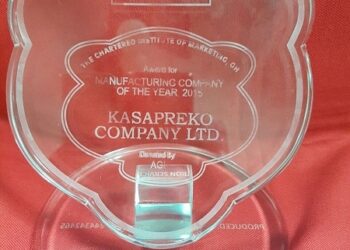 THE CHARTERED INSTITUTE OF MARKETING, GH
Award for
MANUFACTURING COMPANY
OF THE YEAR 2015
KASAPREKO
COMPANY LTD.
Donated By